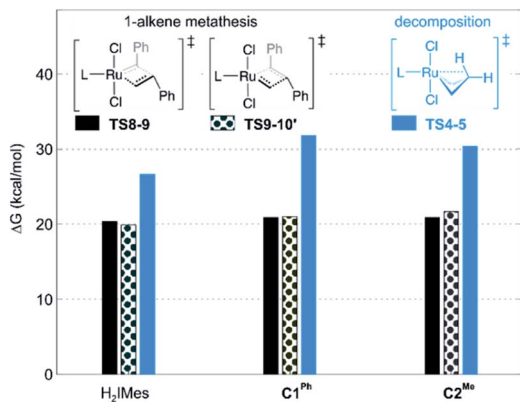 1-alkene metathesis
decomposition
Cl Ph ‡
L Ru
Cl Ph
Cl Ph ‡
L Ru
Cl Ph
Cl H ‡
L Ru H
Cl
TS8-9
TS9-10'
TS4-5
ΔG (kcal/mol)
40
30
20
10
0
H₂IMes
C1ᴾʰ
C2ᴹᵉ